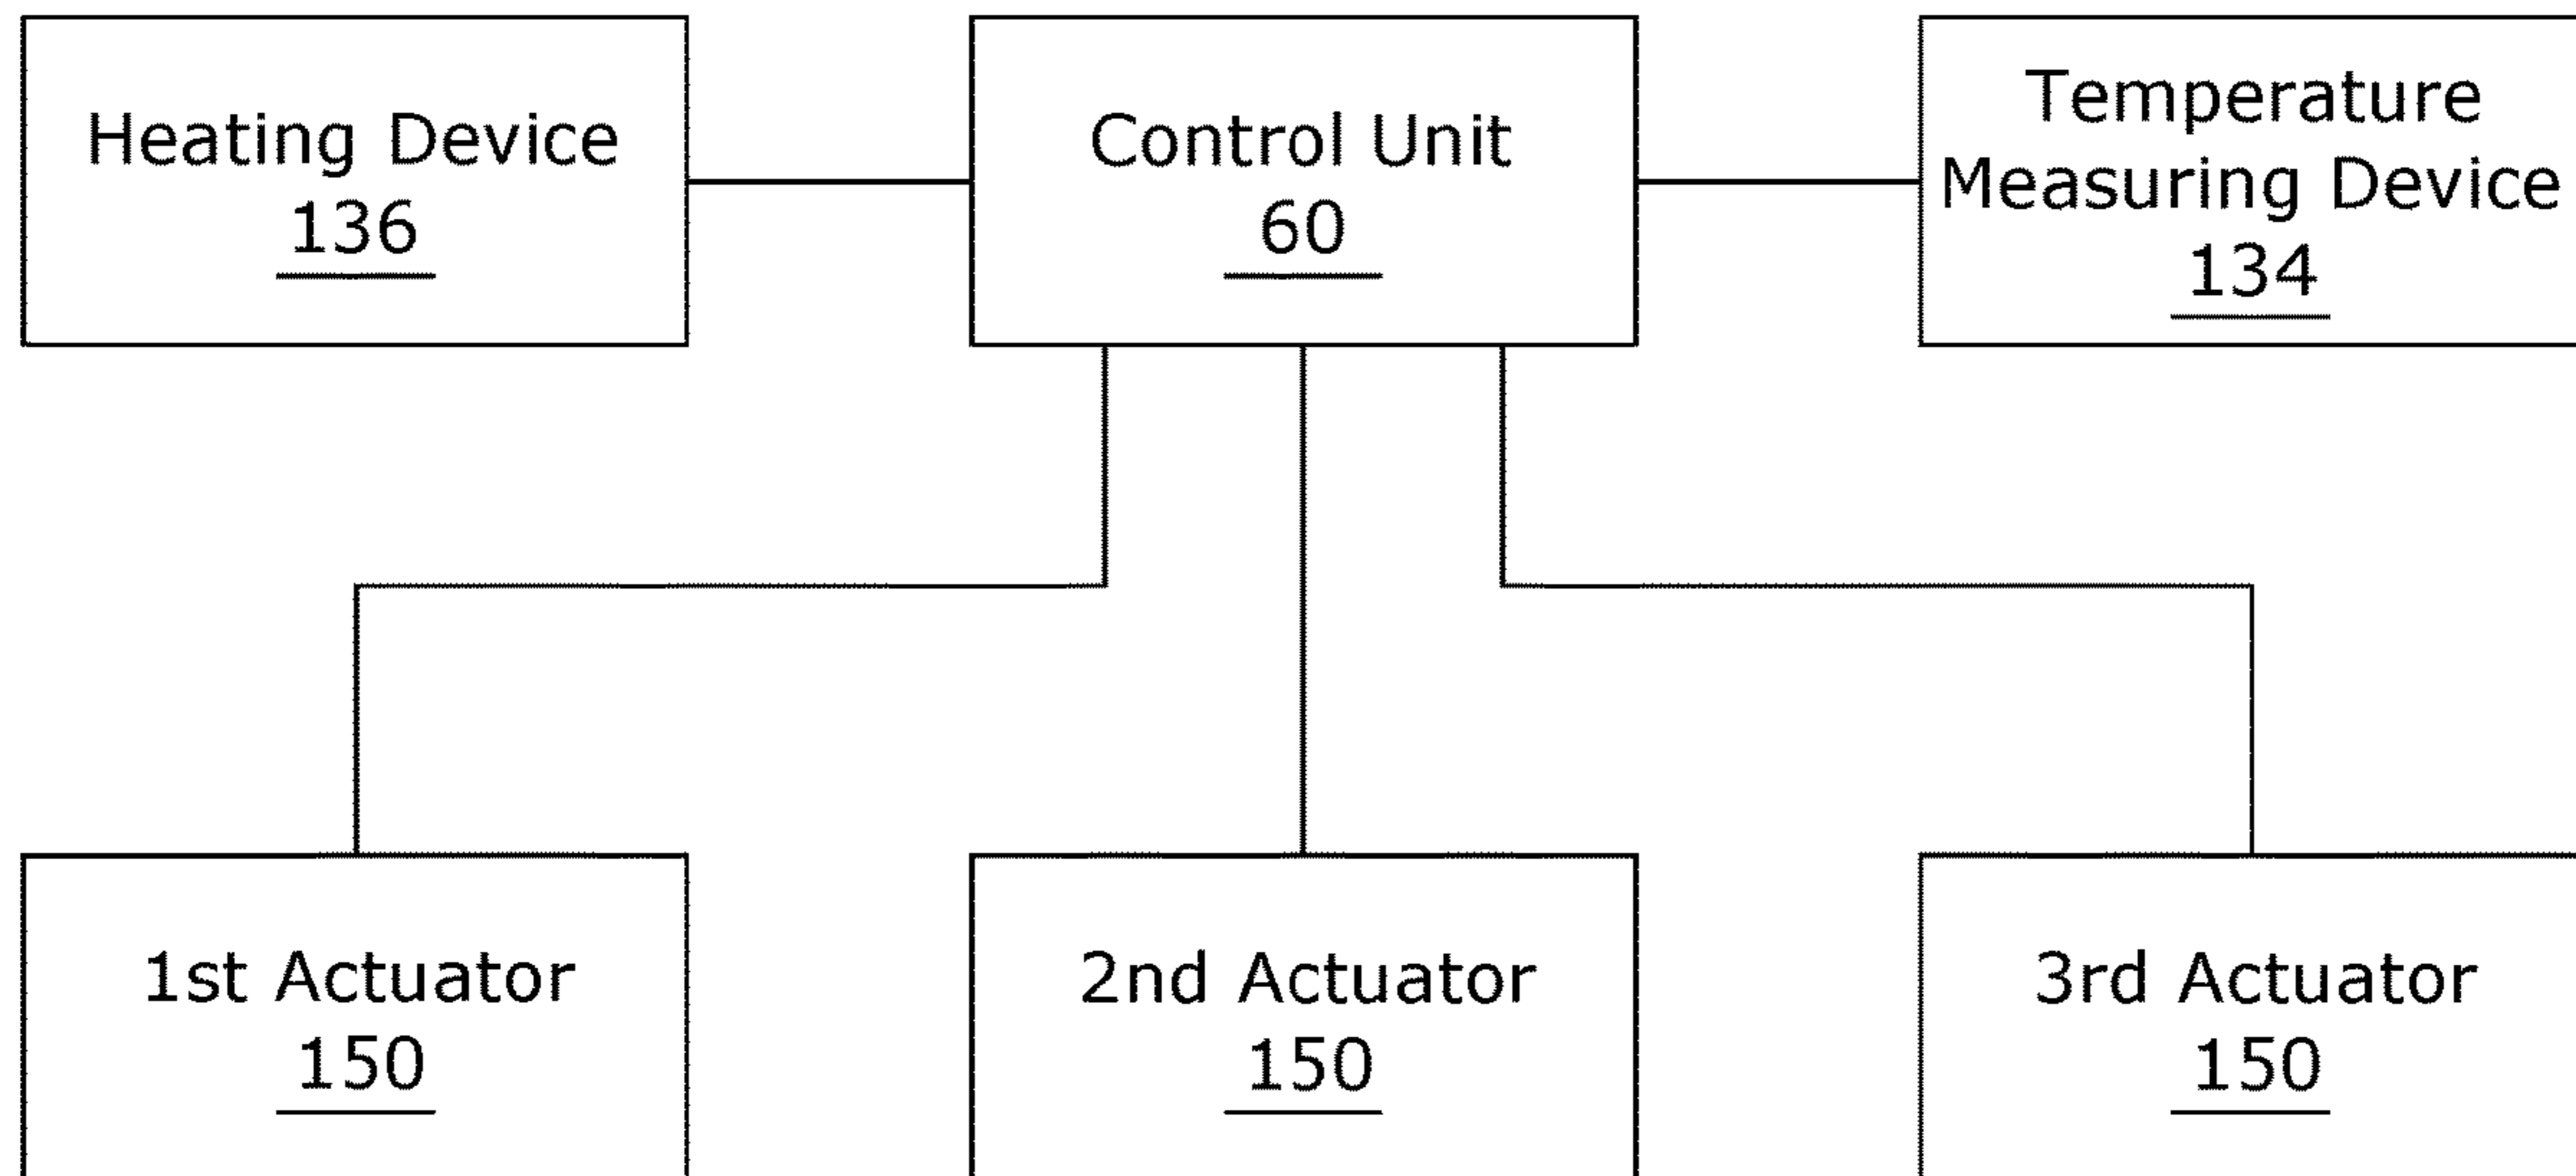 Heating Device
136
Control Unit
60
Temperature
Measuring Device
134
1st Actuator
150
2nd Actuator
150
3rd Actuator
150